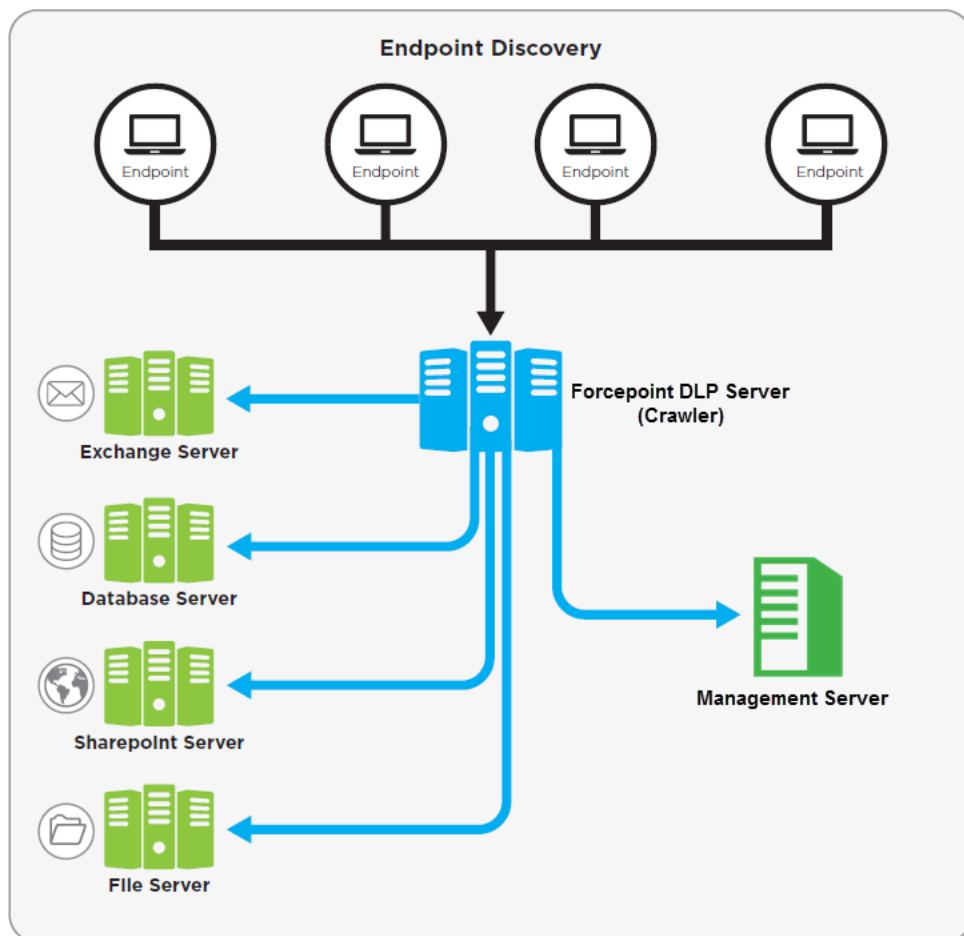 Endpoint Discovery
Endpoint
Endpoint
Endpoint
Endpoint
Forcepoint DLP Server
(Crawler)
Exchange Server
Database Server
Management Server
Sharepoint Server
File Server